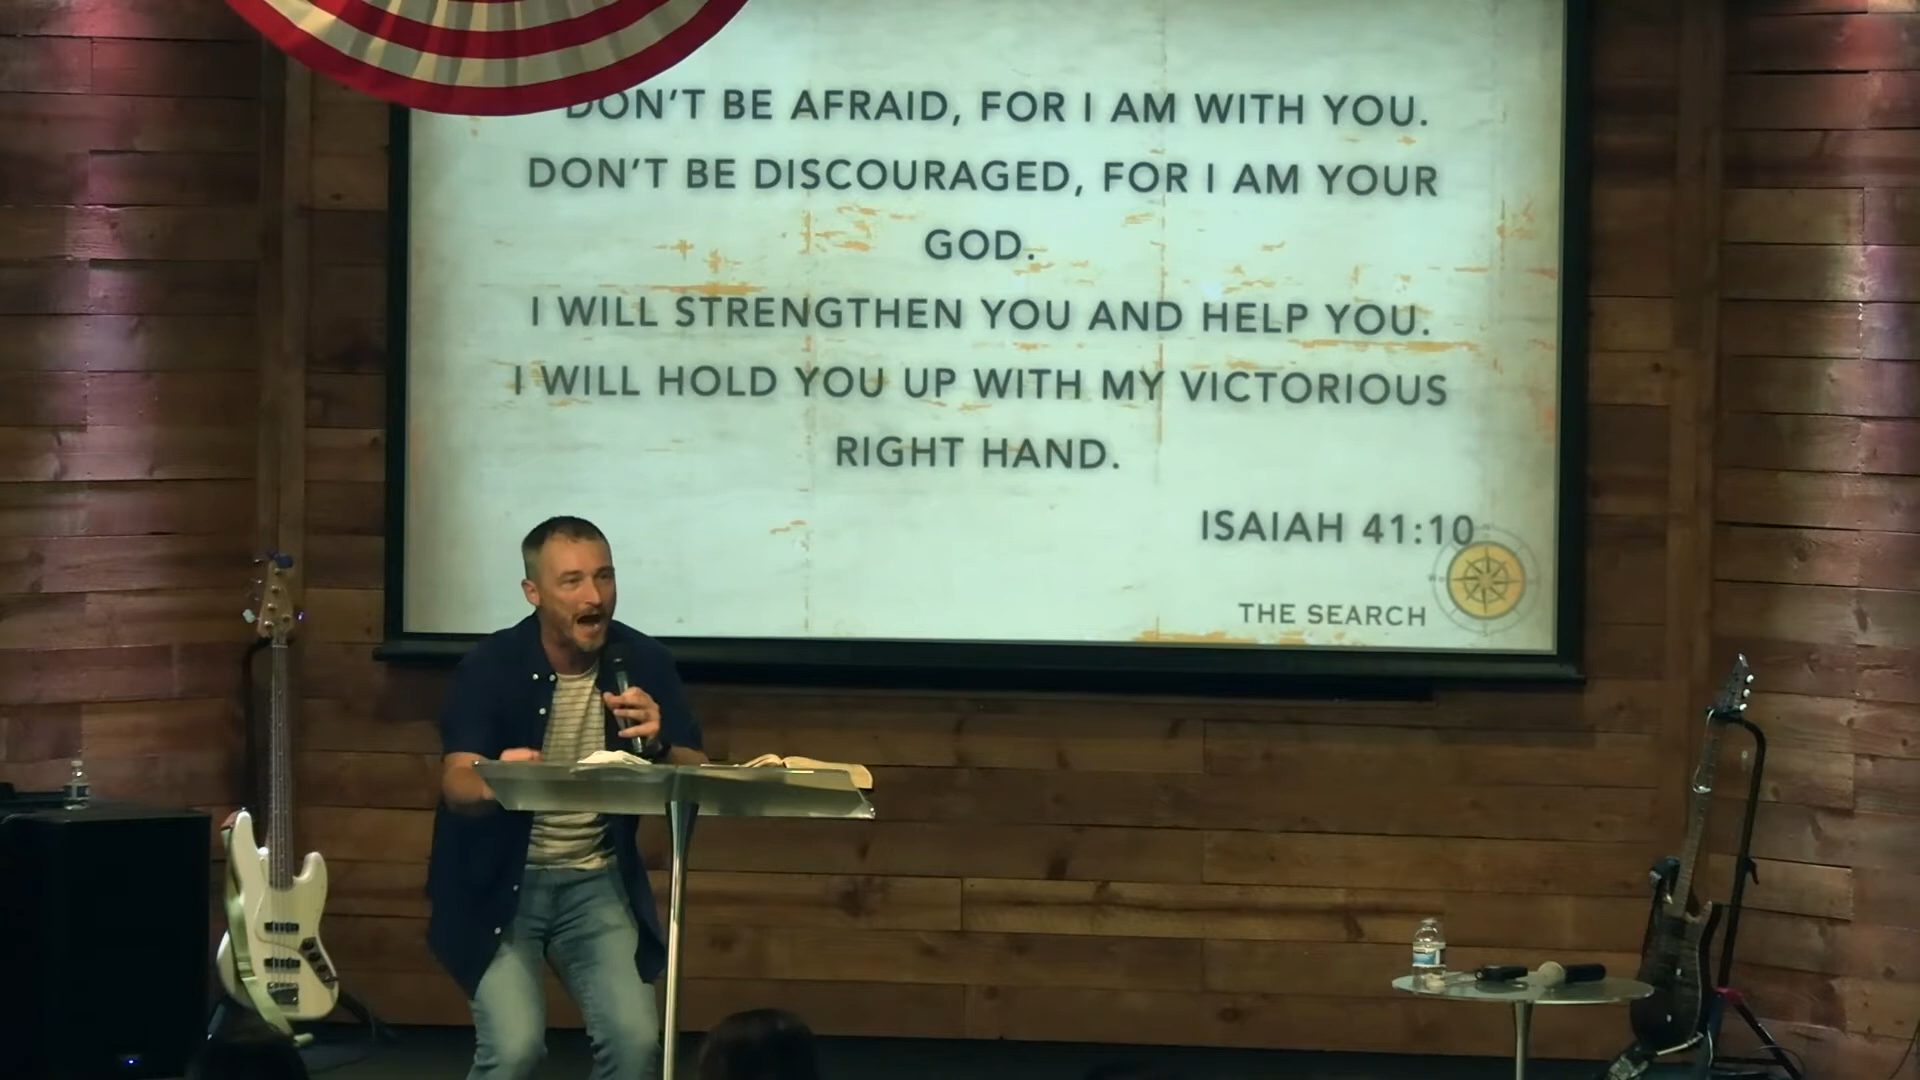 DON'T BE AFRAID, FOR I AM WITH YOU.
DON'T BE DISCOURAGED, FOR I AM YOUR
GOD.
I WILL STRENGTHEN YOU AND HELP YOU.
I WILL HOLD YOU UP WITH MY VICTORIOUS
RIGHT HAND.
ISAIAH 41:10
THE SEARCH